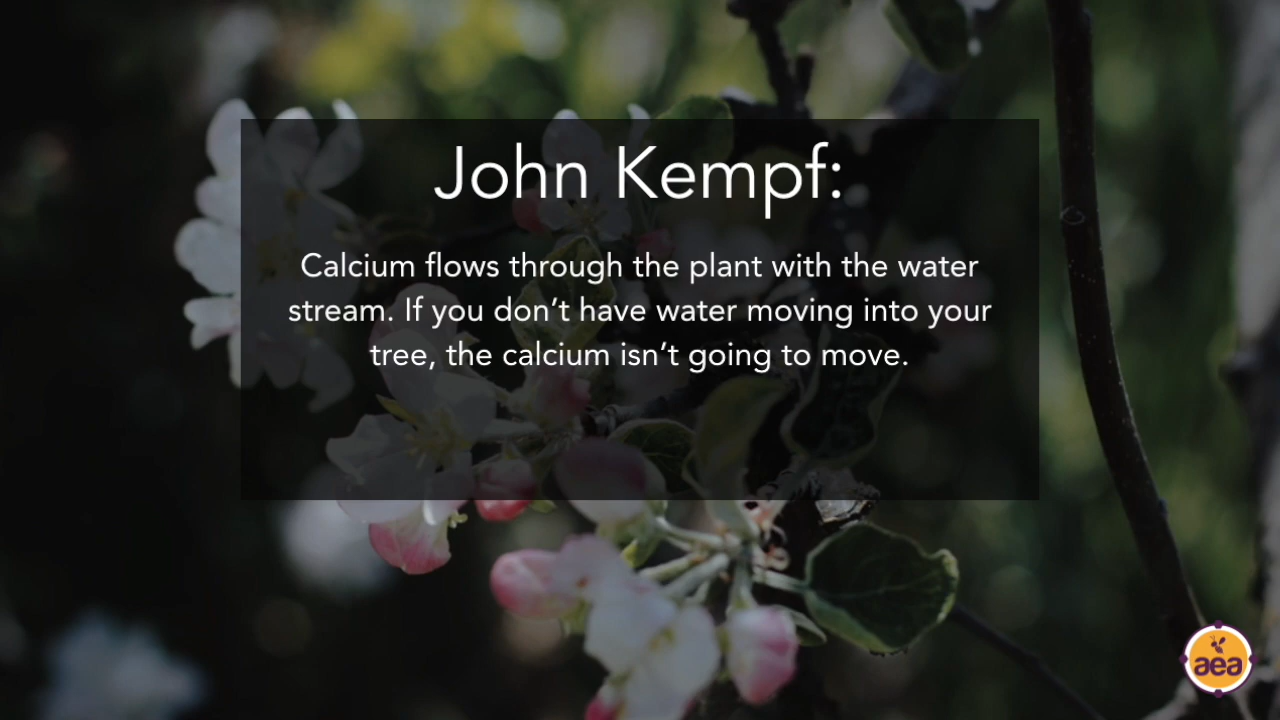 John Kempf:
Calcium flows through the plant with the water
stream. If you don’t have water moving into your
tree, the calcium isn’t going to move.
aea